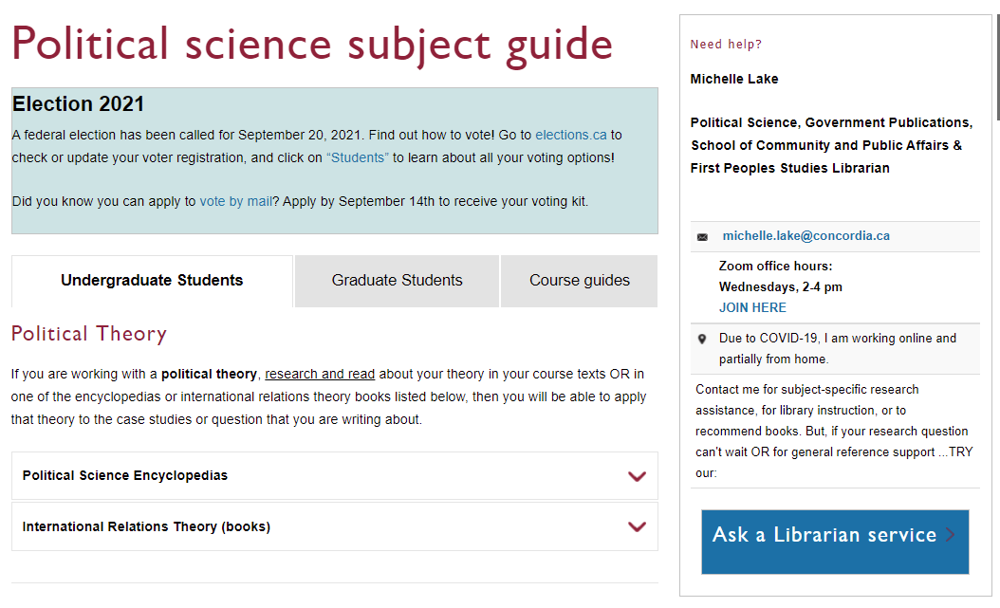 Political science subject guide
Election 2021
A federal election has been called for September 20, 2021. Find out how to vote! Go to elections.ca to
check or update your voter registration, and click on “Students” to learn about all your voting options!
Did you know you can apply to vote by mail? Apply by September 14th to receive your voting kit.
Undergraduate Students
Graduate Students
Course guides
Political Theory
If you are working with a political theory, research and read about your theory in your course texts OR in
one of the encyclopedias or international relations theory books listed below, then you will be able to apply
that theory to the case studies or question that you are writing about.
Political Science Encyclopedias
International Relations Theory (books)
Need help?
Michelle Lake
Political Science, Government Publications,
School of Community and Public Affairs &
First Peoples Studies Librarian
michelle.lake@concordia.ca
Zoom office hours:
Wednesdays, 2-4 pm
JOIN HERE
Due to COVID-19, I am working online and
partially from home.
Contact me for subject-specific research
assistance, for library instruction, or to
recommend books. But, if your research question
can't wait OR for general reference support ...TRY
our:
Ask a Librarian service